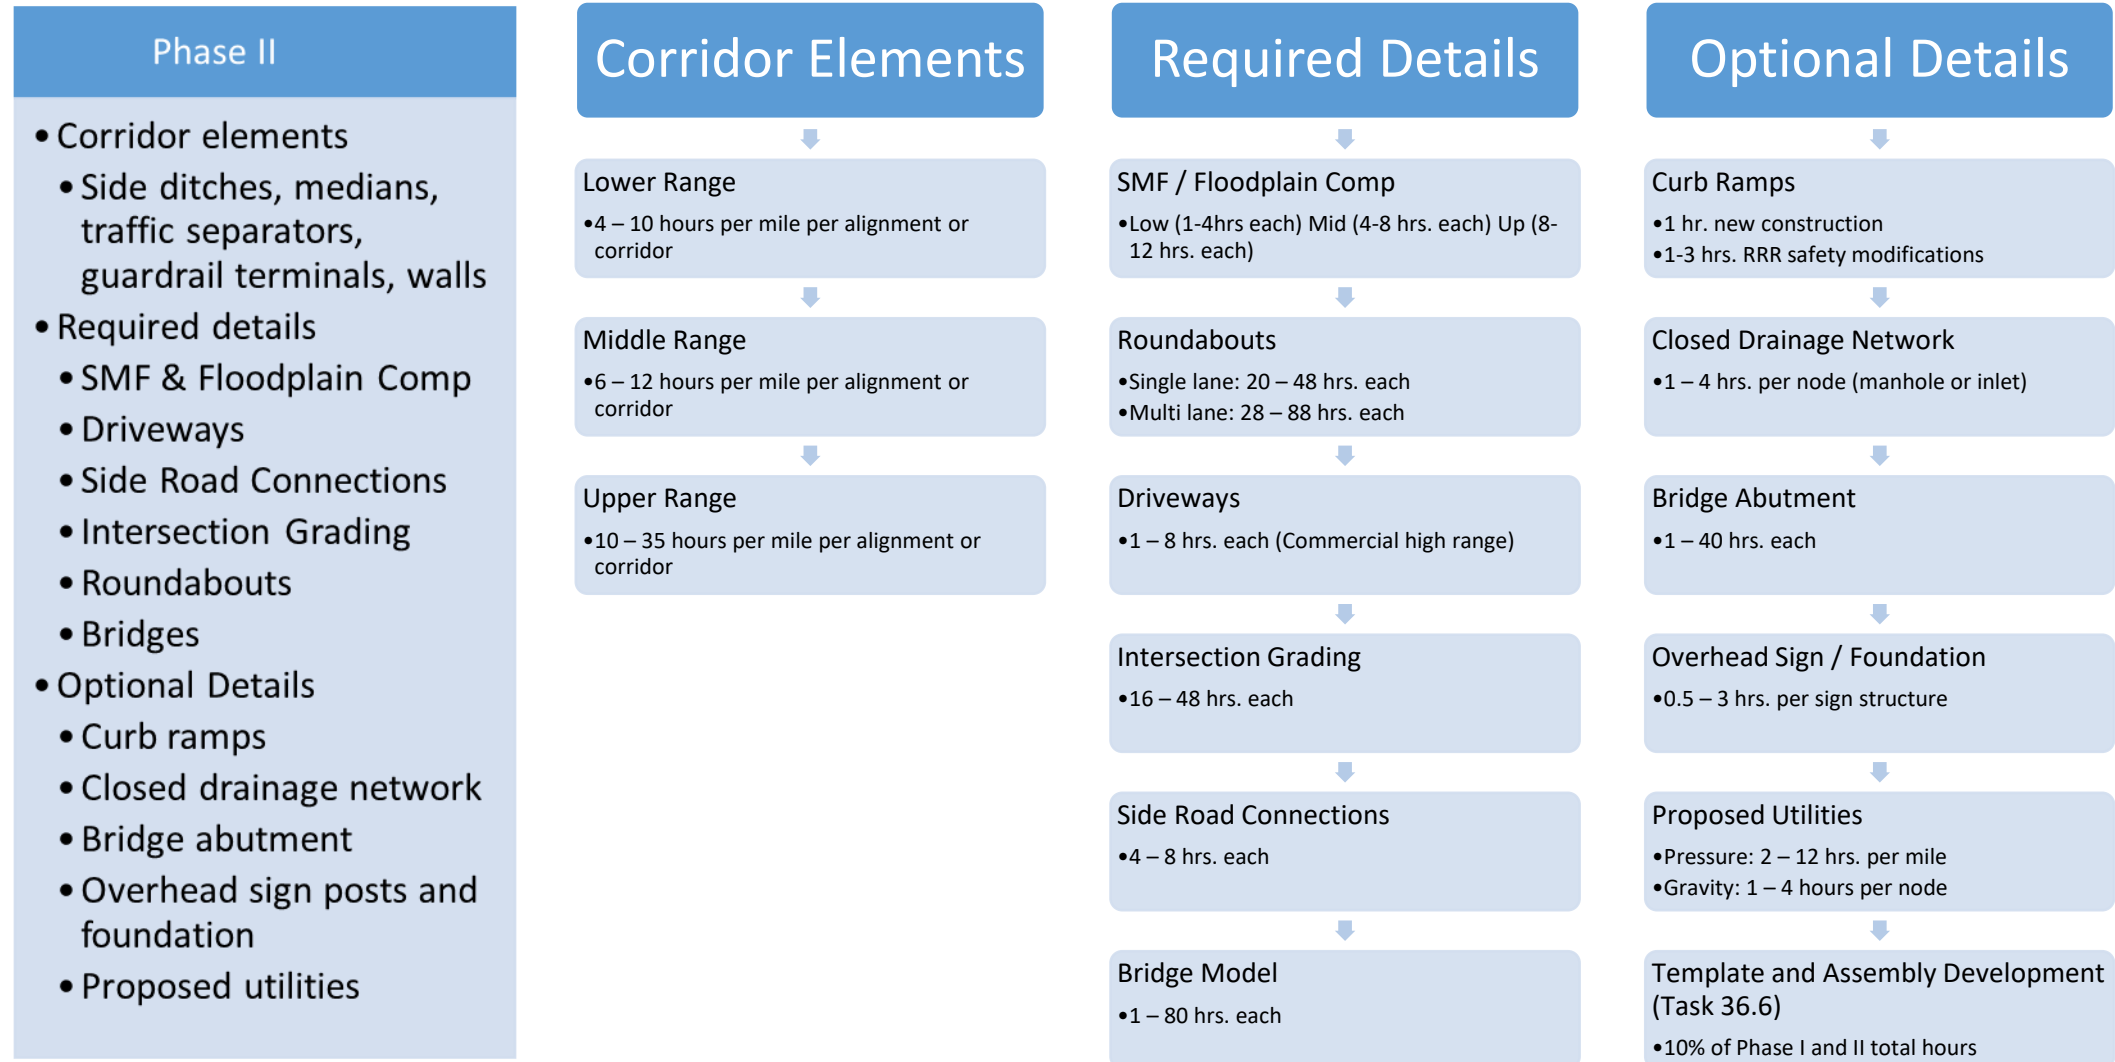 Phase II
•Corridor elements
•Side ditches, medians,
traffic separators,
guardrail terminals, walls
•Required details
•SMF & Floodplain Comp
•Driveways
•Side Road Connections
•Intersection Grading
•Roundabouts
•Bridges
•Optional Details
•Curb ramps
•Closed drainage network
•Bridge abutment
•Overhead sign posts and
foundation
•Proposed utilities
Corridor Elements
Lower Range
•4 – 10 hours per mile per alignment or
corridor
Middle Range
•6 – 12 hours per mile per alignment or
corridor
Upper Range
•10 – 35 hours per mile per alignment or
corridor
Required Details
SMF / Floodplain Comp
•Low (1-4hrs each) Mid (4-8 hrs. each) Up (8-
12 hrs. each)
Roundabouts
•Single lane: 20 – 48 hrs. each
•Multi lane: 28 – 88 hrs. each
Driveways
•1 – 8 hrs. each (Commercial high range)
Intersection Grading
•16 – 48 hrs. each
Side Road Connections
•4 – 8 hrs. each
Bridge Model
•1 – 80 hrs. each
Optional Details
Curb Ramps
•1 hr. new construction
•1-3 hrs. RRR safety modifications
Closed Drainage Network
•1 – 4 hrs. per node (manhole or inlet)
Bridge Abutment
•1 – 40 hrs. each
Overhead Sign / Foundation
•0.5 – 3 hrs. per sign structure
Proposed Utilities
•Pressure: 2 – 12 hrs. per mile
•Gravity: 1 – 4 hours per node
Template and Assembly Development
(Task 36.6)
•10% of Phase I and II total hours